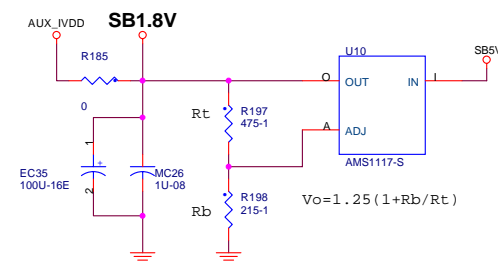 AUX_IVDD
SB1.8V
SB5V
R185
0
U10
O
OUT
IN
I
Rt
R197
475-1
A
ADJ
AMS1117-S
1
+
2
EC35
100U-16E
MC26
1U-08
Rb
R198
215-1
Vo=1.25(1+Rb/Rt)